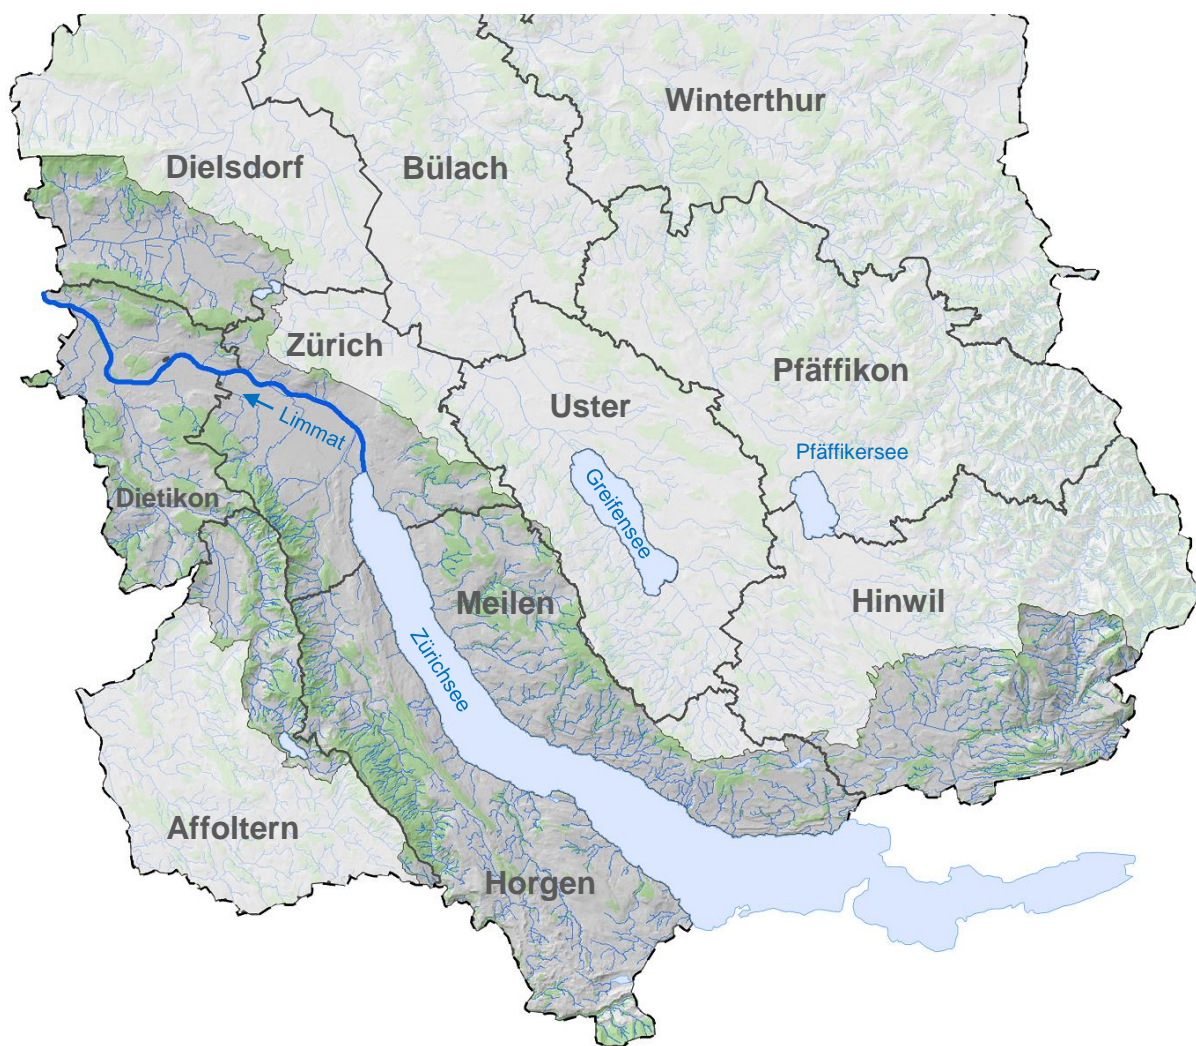 Winterthur
Dielsdorf
Bülach
Zürich
Pfäffikon
Uster
Limmat
Pfäffikersee
Greifensee
Dietikon
Meilen
Hinwil
Zürichsee
Affoltern
Horgen